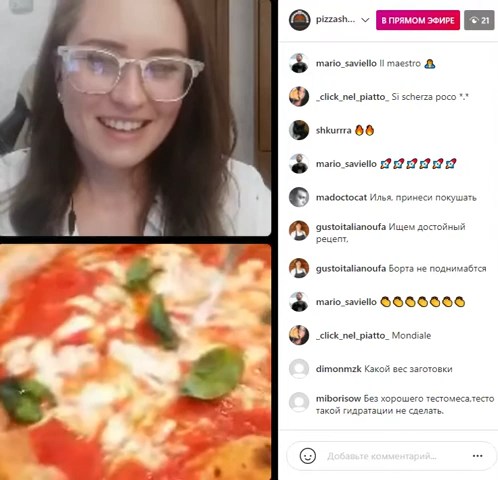 pizzash... В ПРЯМОМ ЭФИРЕ 21
mario_saviello Il maestro
_click_nel_piatto_ Si scherza poco *.*
shkurrra
mario_saviello
madoctocat Илья, принеси покушать
gustoitalianoufa Ищем достойный
рецепт,
gustoitalianoufa Борта не поднимабтся
mario_saviello
_click_nel_piatto_ Mondiale
dimonmzk Какой вес заготовки
miborisow Без хорошего тестомеса,тесто
такой гидратации не сделать.
Добавьте комментарий...